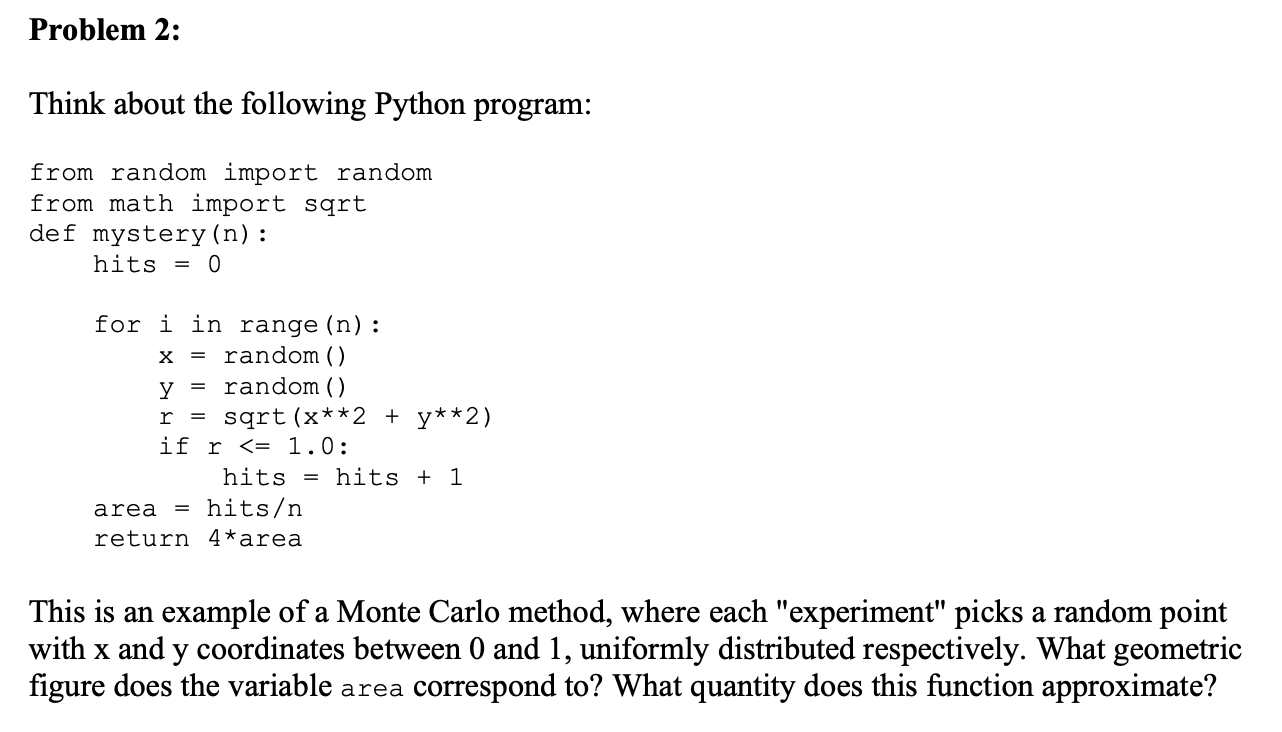 Problem 2:
Think about the following Python program:
from random import random
from math import sqrt
def mystery(n):
    hits = 0
    for i in range(n):
        x = random()
        y = random()
        r = sqrt(x**2 + y**2)
        if r <= 1.0:
            hits = hits + 1
    area = hits/n
    return 4*area
This is an example of a Monte Carlo method, where each "experiment" picks a random point
with x and y coordinates between 0 and 1, uniformly distributed respectively. What geometric
figure does the variable area correspond to? What quantity does this function approximate?